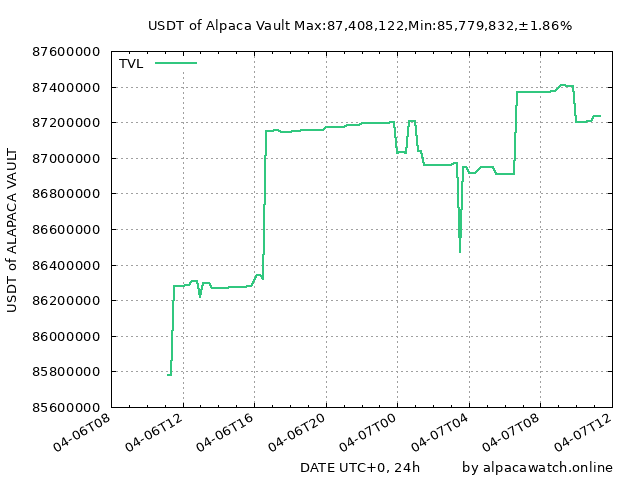 USDT of Alpaca Vault Max:87,408,122,Min:85,779,832,±1.86%
87600000
TVL
87400000
87200000
87000000
86800000
86600000
86400000
86200000
86000000
85800000
85600000
USDT of ALAPACA VAULT
04-06T08
04-06T12
04-06T16
04-06T20
04-07T00
04-07T04
04-07T08
04-07T12
DATE UTC+0, 24h
by alpacawatch.online